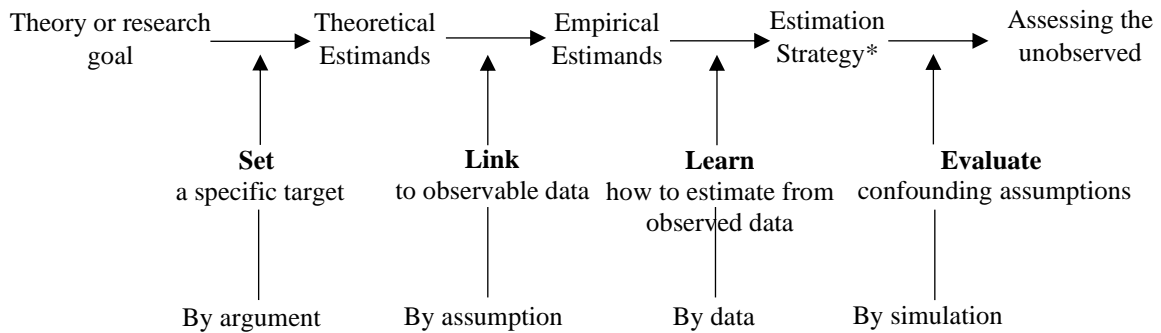 Theory or research
goal
Theoretical
Estimands
Empirical
Estimands
Estimation
Strategy*
Assessing the
unobserved
Set
a specific target
Link
to observable data
Learn
how to estimate from
observed data
Evaluate
confounding assumptions
By argument
By assumption
By data
By simulation